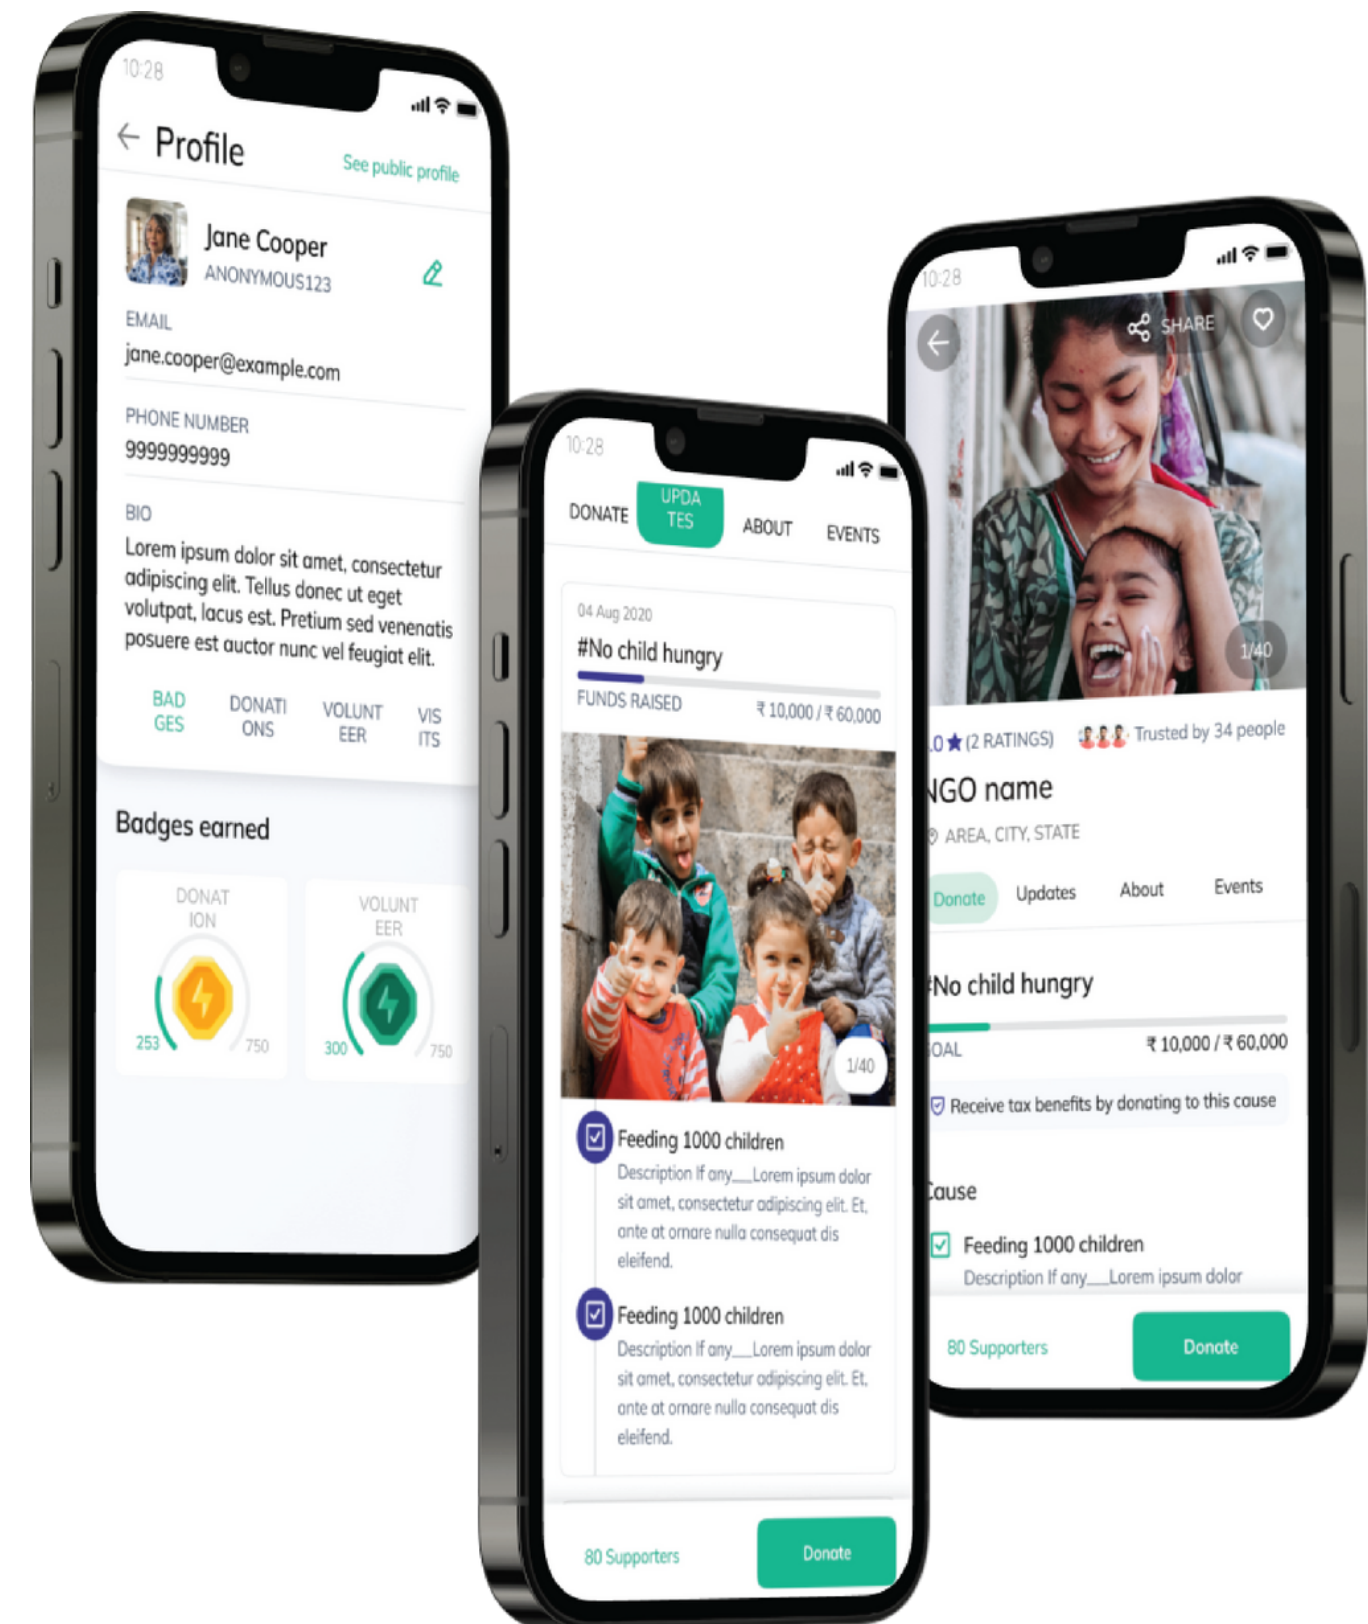 10:28
Profile
See public profile
Jane Cooper
ANONYMOUS123
EMAIL
jane.cooper@example.com
PHONE NUMBER
9999999999
BIO
Lorem ipsum dolor sit amet, consectetur
adipiscing elit. Tellus donec ut eget
volutpat, lacus est. Pretium sed venenatis
posuere est auctor nunc vel feugiat elit.
BAD
GES
DONATI
ONS
VOLUNT
EER
VIS
ITS
Badges earned
DONAT
ION
253
750
VOLUNT
EER
300
750
10:28
DONATE
UPDA
TES
ABOUT
EVENTS
04 Aug 2020
#No child hungry
FUNDS RAISED
₹ 10,000 / ₹ 60,000
1/40
Feeding 1000 children
Description If any__Lorem ipsum dolor
sit amet, consectetur adipiscing elit. Et,
ante at ornare nulla consequat dis
eleifend.
Feeding 1000 children
Description If any__Lorem ipsum dolor
sit amet, consectetur adipiscing elit. Et,
ante at ornare nulla consequat dis
eleifend.
80 Supporters
Donate
10:28
SHARE
1/40
.0 ★ (2 RATINGS)
Trusted by 34 people
NGO name
AREA, CITY, STATE
Donate
Updates
About
Events
#No child hungry
GOAL
₹ 10,000 / ₹ 60,000
Receive tax benefits by donating to this cause
Cause
Feeding 1000 children
Description If any__Lorem ipsum dolor
80 Supporters
Donate